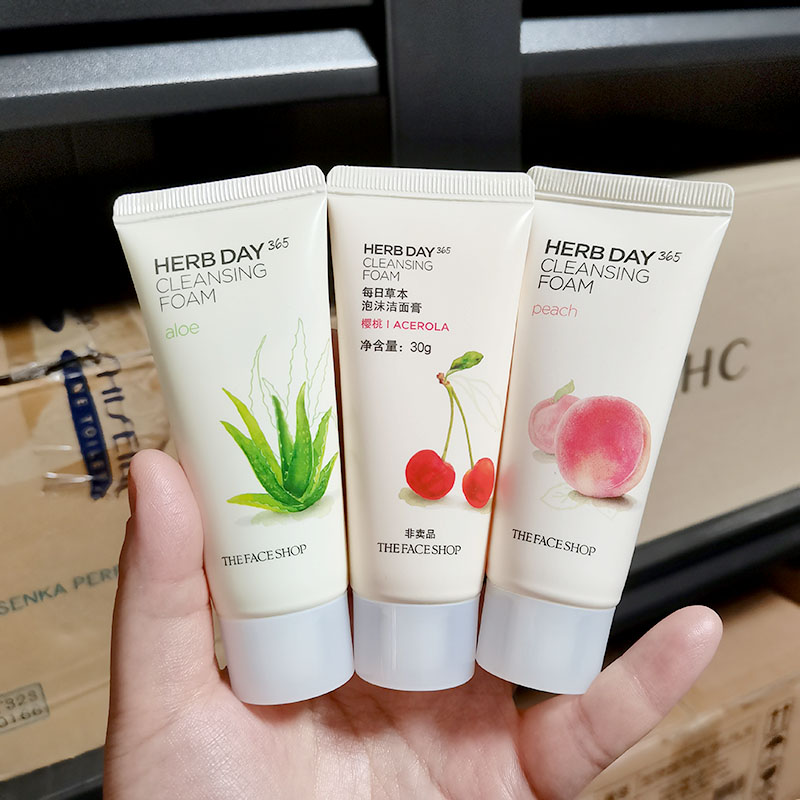 HERB DAY 365
CLEANSING
FOAM
aloe
THE FACE SHOP
HERB DAY 365
CLEANSING
FOAM
每日草本
泡沫洁面膏
樱桃 | ACEROLA
净含量：30g
非卖品
THE FACE SHOP
HERB DAY 365
CLEANSING
FOAM
peach
THE FACE SHOP
HC
SENKA PER